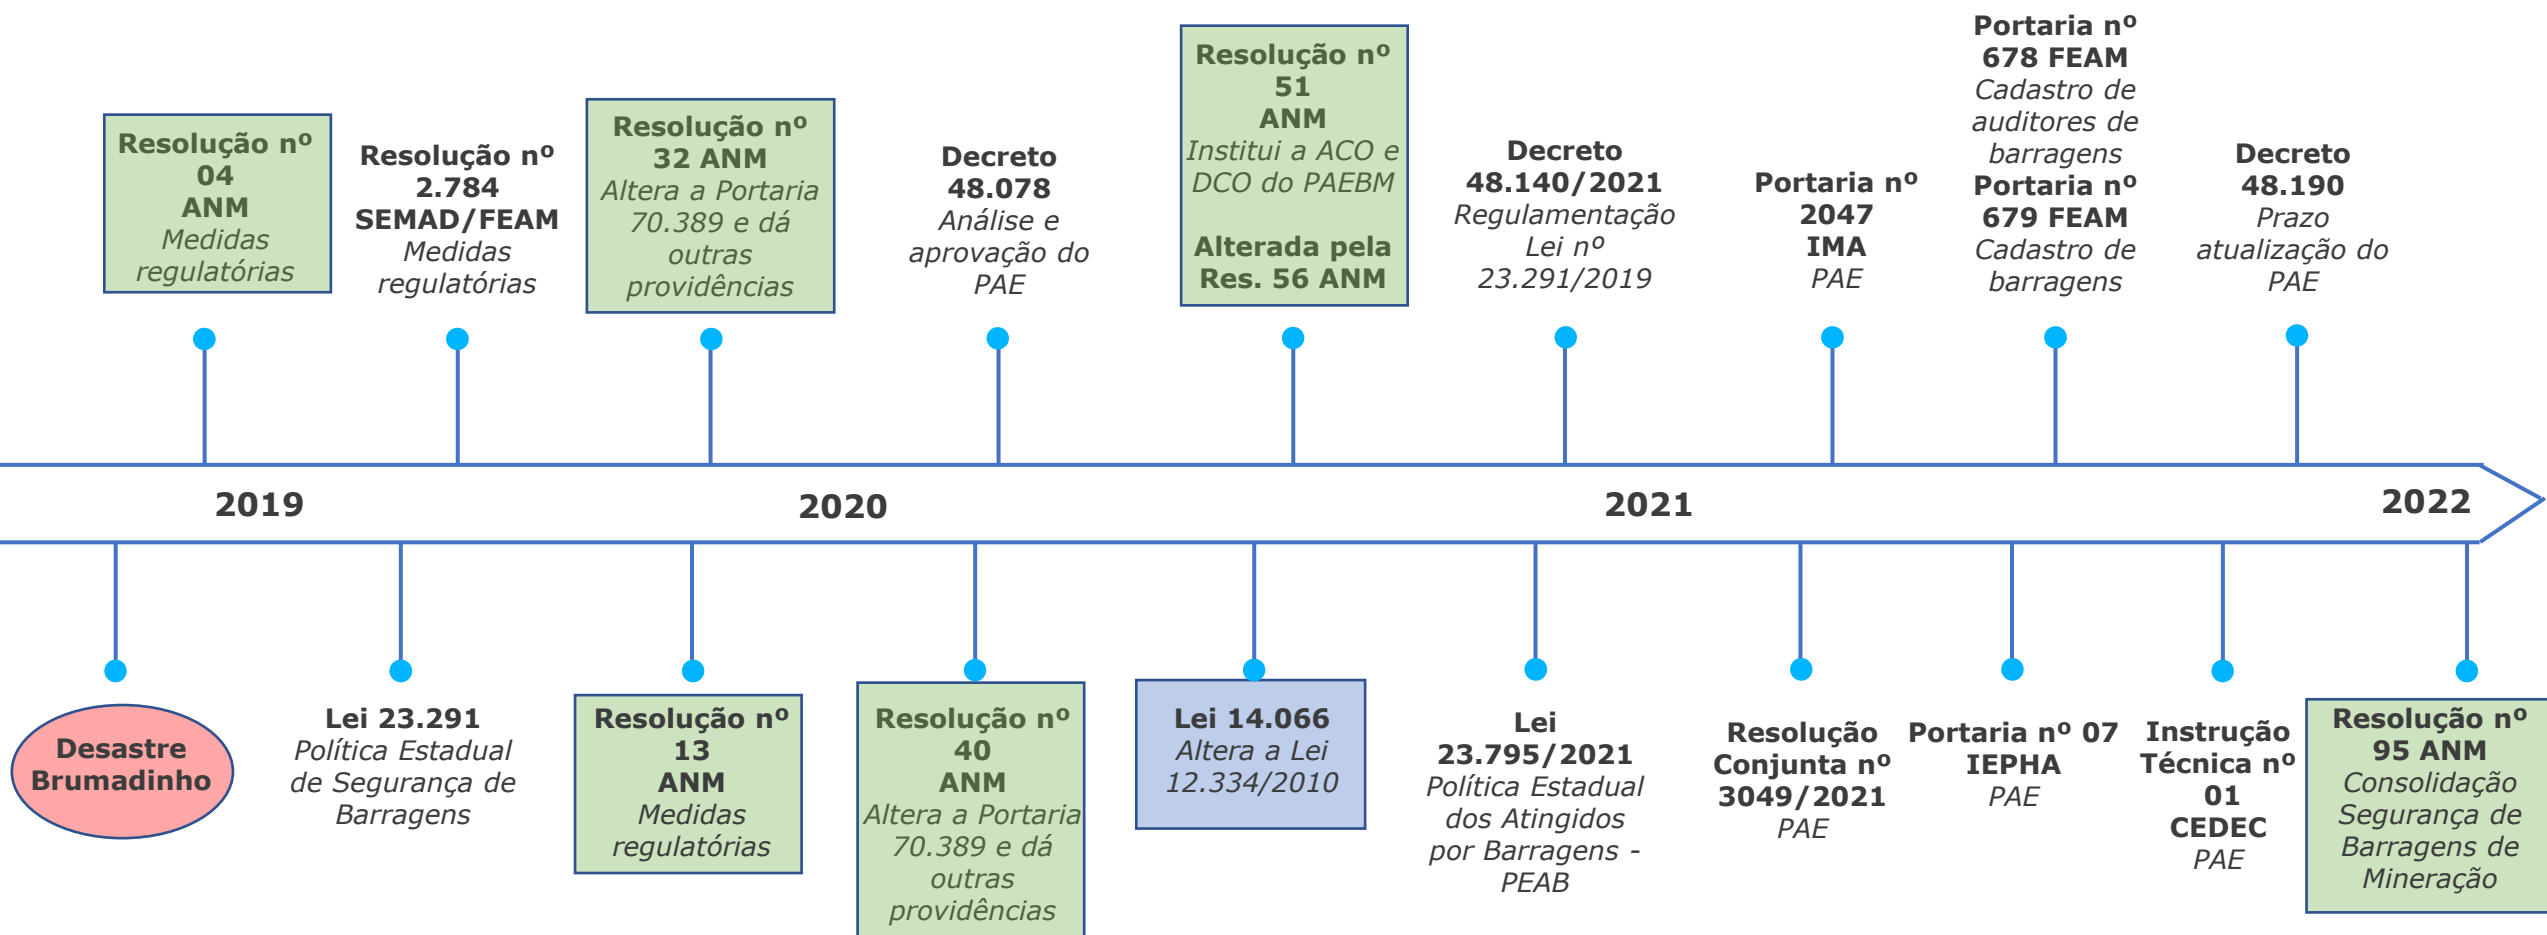 Resolução nº
04
ANM
Medidas
regulatórias
Resolução nº
2.784
SEMAD/FEAM
Medidas
regulatórias
Resolução nº
32 ANM
Altera a Portaria
70.389 e dá
outras
providências
Decreto
48.078
Análise e
aprovação do
PAE
Resolução nº
51
ANM
Institui a ACO e
DCO do PAEBM
Alterada pela
Res. 56 ANM
Decreto
48.140/2021
Regulamentação
Lei nº
23.291/2019
Portaria nº
2047
IMA
PAE
Portaria nº
678 FEAM
Cadastro de
auditores de
barragens
Portaria nº
679 FEAM
Cadastro de
barragens
Decreto
48.190
Prazo
atualização do
PAE
2019
2020
2021
2022
Desastre
Brumadinho
Lei 23.291
Política Estadual
de Segurança de
Barragens
Resolução nº
13
ANM
Medidas
regulatórias
Resolução nº
40
ANM
Altera a Portaria
70.389 e dá
outras
providências
Lei 14.066
Altera a Lei
12.334/2010
Lei
23.795/2021
Política Estadual
dos Atingidos
por Barragens -
PEAB
Resolução
Conjunta nº
3049/2021
PAE
Portaria nº 07
IEPHA
PAE
Instrução
Técnica nº
01
CEDEC
PAE
Resolução nº
95 ANM
Consolidação
Segurança de
Barragens de
Mineração